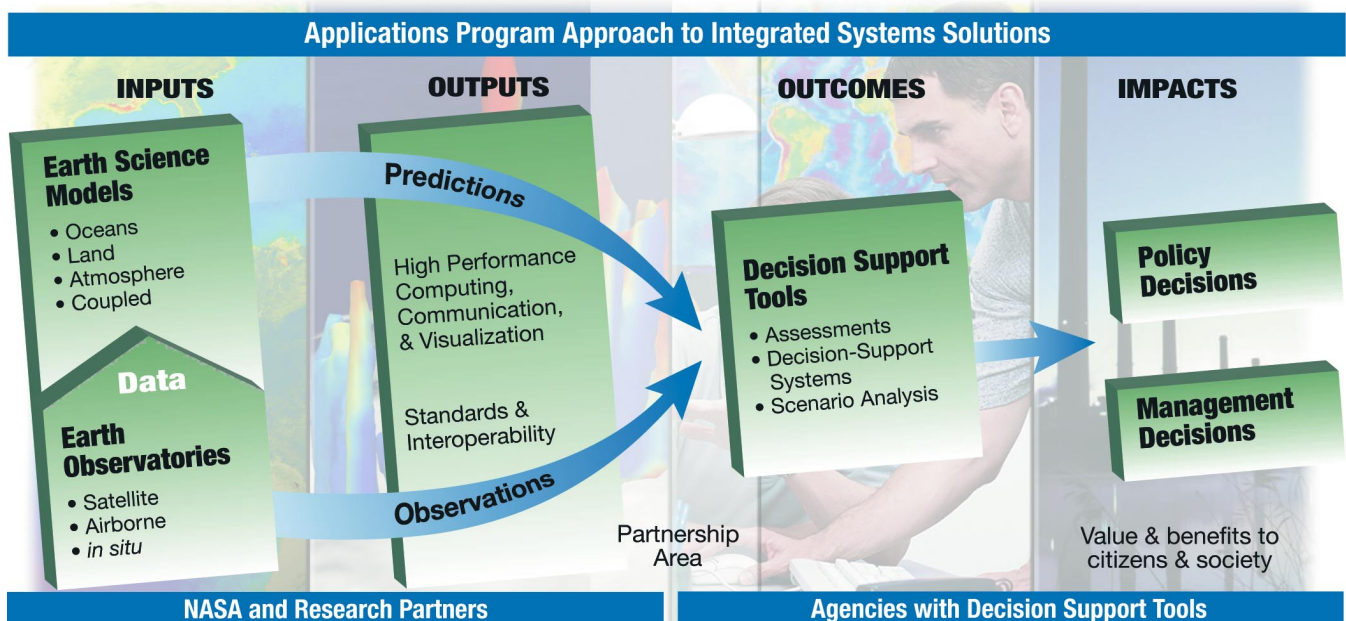 Applications Program Approach to Integrated Systems Solutions
INPUTS
Earth Science
Models
• Oceans
• Land
• Atmosphere
• Coupled
Data
Earth
Observatories
• Satellite
• Airborne
• in situ
OUTPUTS
Predictions
High Performance
Computing,
Communication,
& Visualization
Standards &
Interoperability
Observations
Partnership
Area
OUTCOMES
Decision Support
Tools
• Assessments
• Decision-Support
Systems
• Scenario Analysis
IMPACTS
Policy
Decisions
Management
Decisions
Value & benefits to
citizens & society
NASA and Research Partners
Agencies with Decision Support Tools